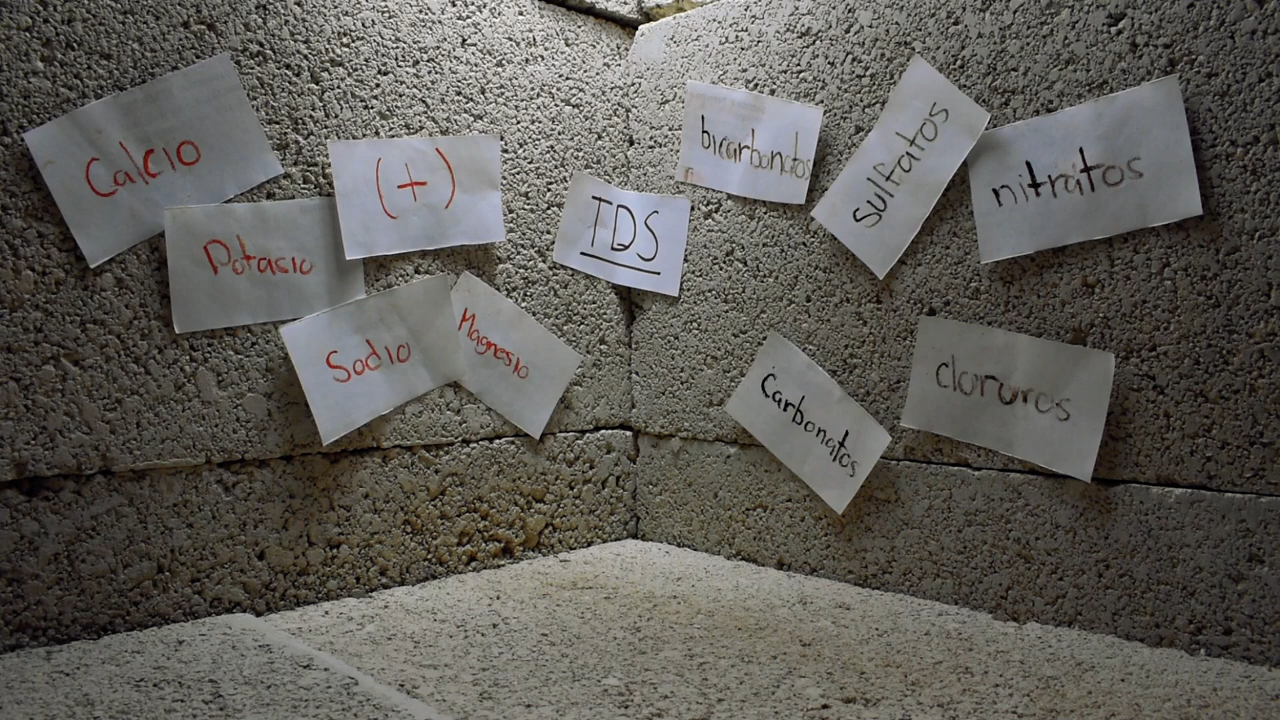 Calcio
Potasio
(+)
Sodio
Magnesio
TDS
bicarbonatos
sulfatos
nitratos
Carbonatos
cloruros